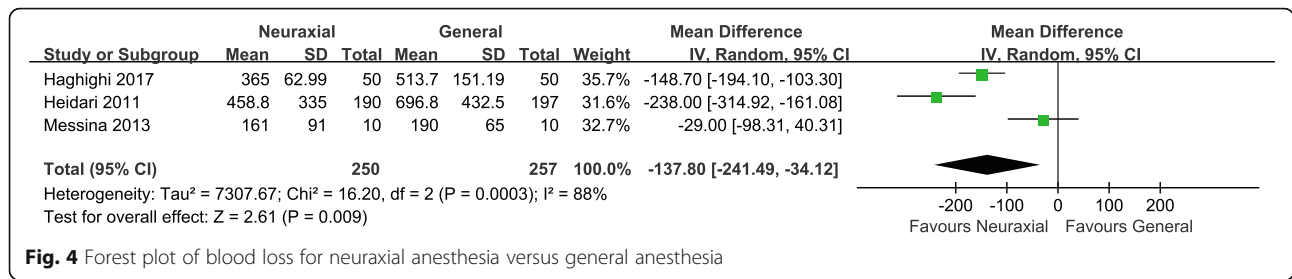 Neuraxial General Mean Difference Mean Difference
Study or Subgroup Mean SD Total Mean SD Total Weight IV, Random, 95% CI IV, Random, 95% CI
Haghighi 2017 365 62.99 50 513.7 151.19 50 35.7% -148.70 [-194.10, -103.30]
Heidari 2011 458.8 335 190 696.8 432.5 197 31.6% -238.00 [-314.92, -161.08]
Messina 2013 161 91 10 190 65 10 32.7% -29.00 [-98.31, 40.31]
Total (95% CI) 250 257 100.0% -137.80 [-241.49, -34.12]
Heterogeneity: Tau² = 7307.67; Chi² = 16.20, df = 2 (P = 0.0003); I² = 88%
Test for overall effect: Z = 2.61 (P = 0.009)
-200 -100 0 100 200
Favours Neuraxial Favours General
Fig. 4 Forest plot of blood loss for neuraxial anesthesia versus general anesthesia